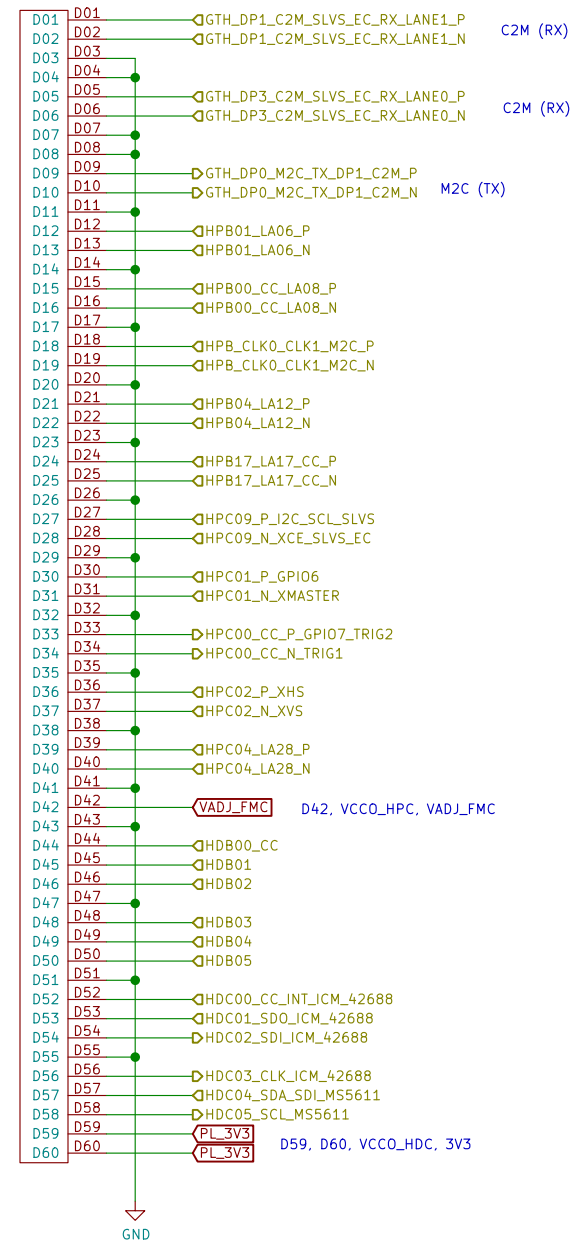 D01 D01 GTH_DP1_C2M_SLVS_EC_RX_LANE1_P
C2M (RX)
D02 D02 GTH_DP1_C2M_SLVS_EC_RX_LANE1_N
D03 D03
D04 D04
D05 D05 GTH_DP3_C2M_SLVS_EC_RX_LANE0_P
C2M (RX)
D06 D06 GTH_DP3_C2M_SLVS_EC_RX_LANE0_N
D07 D07
D08 D08
D09 D09 GTH_DP0_M2C_TX_DP1_C2M_P
M2C (TX)
D10 D10 GTH_DP0_M2C_TX_DP1_C2M_N
D11 D11
D12 D12 HPB01_LA06_P
D13 D13 HPB01_LA06_N
D14 D14
D15 D15 HPB00_CC_LA08_P
D16 D16 HPB00_CC_LA08_N
D17 D17
D18 D18 HPB_CLK0_CLK1_M2C_P
D19 D19 HPB_CLK0_CLK1_M2C_N
D20 D20
D21 D21 HPB04_LA12_P
D22 D22 HPB04_LA12_N
D23 D23
D24 D24 HPB17_LA17_CC_P
D25 D25 HPB17_LA17_CC_N
D26 D26
D27 D27 HPC09_P_I2C_SCL_SLVS
D28 D28 HPC09_N_XCE_SLVS_EC
D29 D29
D30 D30 HPC01_P_GPIO6
D31 D31 HPC01_N_XMASTER
D32 D32
D33 D33 HPC00_CC_P_GPIO7_TRIG2
D34 D34 HPC00_CC_N_TRIG1
D35 D35
D36 D36 HPC02_P_XHS
D37 D37 HPC02_N_XVS
D38 D38
D39 D39 HPC04_LA28_P
D40 D40 HPC04_LA28_N
D41 D41
D42 D42 VADJ_FMC D42, VCCO_HPC, VADJ_FMC
D43 D43
D44 D44 HDB00_CC
D45 D45 HDB01
D46 D46 HDB02
D47 D47
D48 D48 HDB03
D49 D49 HDB04
D50 D50 HDB05
D51 D51
D52 D52 HDC00_CC_INT_ICM_42688
D53 D53 HDC01_SDO_ICM_42688
D54 D54 HDC02_SDI_ICM_42688
D55 D55
D56 D56 HDC03_CLK_ICM_42688
D57 D57 HDC04_SDA_SDI_MS5611
D58 D58 HDC05_SCL_MS5611
D59 D59 PL_3V3
D59, D60, VCCO_HDC, 3V3
D60 D60 PL_3V3
GND